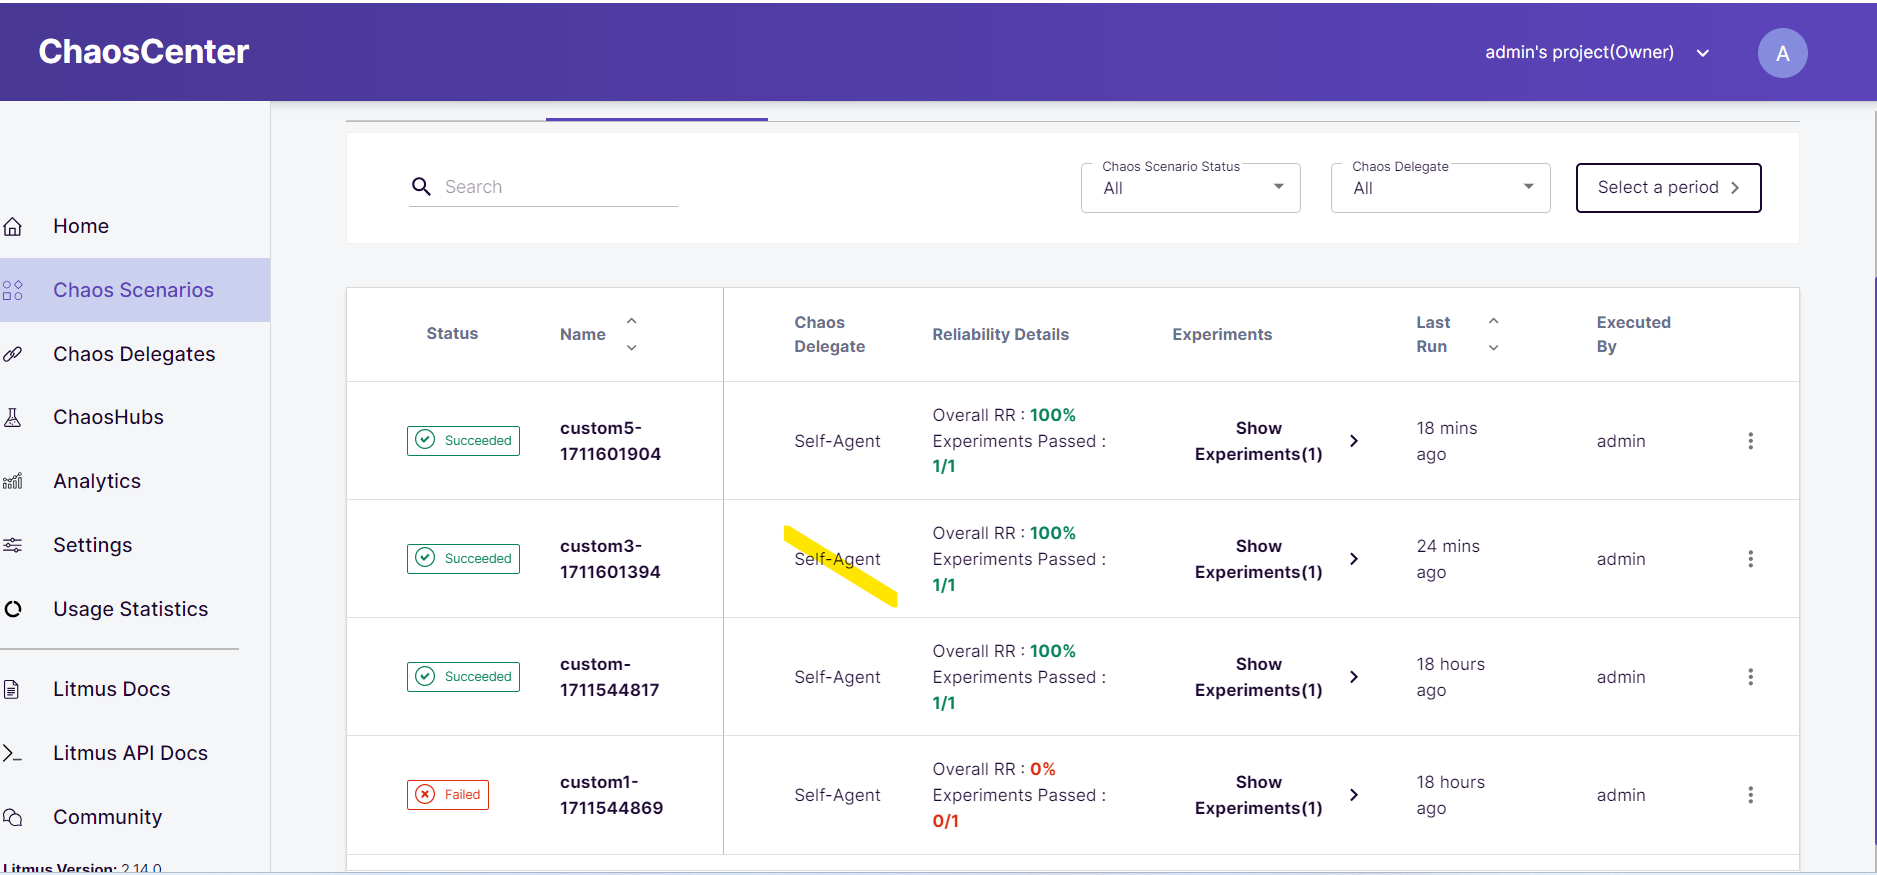 ChaosCenter
admin's project(Owner)
A
Home
Chaos Scenarios
Chaos Delegates
ChaosHubs
Analytics
Settings
Usage Statistics
Litmus Docs
Litmus API Docs
Community
Litmus Version: 2.14.0
Search
Chaos Scenario Status
All
Chaos Delegate
All
Select a period
Status
Name
Chaos
Delegate
Reliability Details
Experiments
Last
Run
Executed
By
Succeeded
custom5-
1711601904
Self-Agent
Overall RR : 100%
Experiments Passed :
1/1
Show
Experiments(1)
18 mins
ago
admin
Succeeded
custom3-
1711601394
Self-Agent
Overall RR : 100%
Experiments Passed :
1/1
Show
Experiments(1)
24 mins
ago
admin
Succeeded
custom-
1711544817
Self-Agent
Overall RR : 100%
Experiments Passed :
1/1
Show
Experiments(1)
18 hours
ago
admin
Failed
custom1-
1711544869
Self-Agent
Overall RR : 0%
Experiments Passed :
0/1
Show
Experiments(1)
18 hours
ago
admin